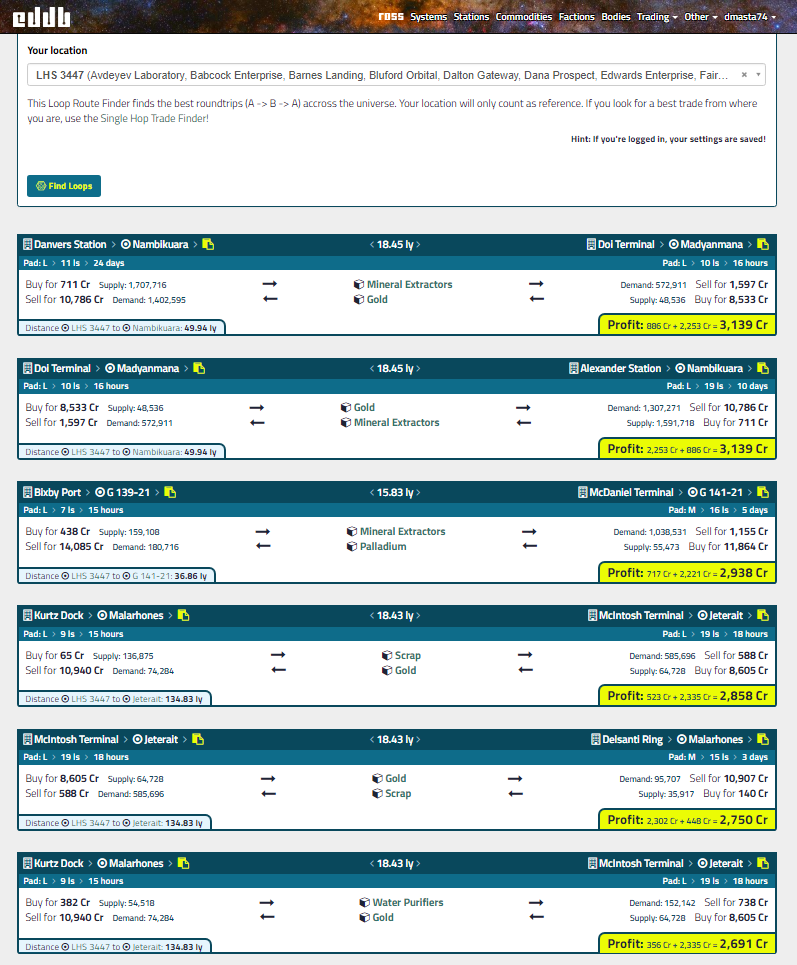 eddb
ross Systems Stations Commodities Factions Bodies Trading Other dmasta74
Your location
LHS 3447 (Avdeyev Laboratory, Babcock Enterprise, Barnes Landing, Bluford Orbital, Dalton Gateway, Dana Prospect, Edwards Enterprise, Fair... ×
This Loop Route Finder finds the best roundtrips (A -> B -> A) accross the universe. Your location will only count as reference. If you look for a best trade from where
you are, use the Single Hop Trade Finder!
Hint: If you're logged in, your settings are saved!
Find Loops
Danvers Station > Nambikuara > < 18.45 ly > Doi Terminal > Madyanmana >
Pad: L > 11 ls > 24 days Pad: L > 10 ls > 16 hours
Buy for 711 Cr Supply: 1,707,716 Mineral Extractors Demand: 572,911 Sell for 1,597 Cr
Sell for 10,786 Cr Demand: 1,402,595 Gold Supply: 48,536 Buy for 8,533 Cr
Distance LHS 3447 to Nambikuara: 49.94 ly Profit: 886 Cr + 2,253 Cr = 3,139 Cr
Doi Terminal > Madyanmana > < 18.45 ly > Alexander Station > Nambikuara >
Pad: L > 10 ls > 16 hours Pad: L > 19 ls > 10 days
Buy for 8,533 Cr Supply: 48,536 Gold Demand: 1,307,271 Sell for 10,786 Cr
Sell for 1,597 Cr Demand: 572,911 Mineral Extractors Supply: 1,591,718 Buy for 711 Cr
Distance LHS 3447 to Nambikuara: 49.94 ly Profit: 2,253 Cr + 886 Cr = 3,139 Cr
Bixby Port > G 139-21 > < 15.83 ly > McDaniel Terminal > G 141-21 >
Pad: L > 7 ls > 15 hours Pad: M > 16 ls > 5 days
Buy for 438 Cr Supply: 159,108 Mineral Extractors Demand: 1,038,531 Sell for 1,155 Cr
Sell for 14,085 Cr Demand: 180,716 Palladium Supply: 55,473 Buy for 11,864 Cr
Distance LHS 3447 to G 141-21: 36.86 ly Profit: 717 Cr + 2,221 Cr = 2,938 Cr
Kurtz Dock > Malarhones > < 18.43 ly > McIntosh Terminal > Jeterait >
Pad: L > 9 ls > 15 hours Pad: L > 19 ls > 18 hours
Buy for 65 Cr Supply: 136,875 Scrap Demand: 585,696 Sell for 588 Cr
Sell for 10,940 Cr Demand: 74,284 Gold Supply: 64,728 Buy for 8,605 Cr
Distance LHS 3447 to Jeterait: 134.83 ly Profit: 523 Cr + 2,335 Cr = 2,858 Cr
McIntosh Terminal > Jeterait > < 18.43 ly > Delsanti Ring > Malarhones >
Pad: L > 19 ls > 18 hours Pad: M > 15 ls > 3 days
Buy for 8,605 Cr Supply: 64,728 Gold Demand: 95,707 Sell for 10,907 Cr
Sell for 588 Cr Demand: 585,696 Scrap Supply: 35,917 Buy for 140 Cr
Distance LHS 3447 to Jeterait: 134.83 ly Profit: 2,302 Cr + 448 Cr = 2,750 Cr
Kurtz Dock > Malarhones > < 18.43 ly > McIntosh Terminal > Jeterait >
Pad: L > 9 ls > 15 hours Pad: L > 19 ls > 18 hours
Buy for 382 Cr Supply: 54,518 Water Purifiers Demand: 152,142 Sell for 738 Cr
Sell for 10,940 Cr Demand: 74,284 Gold Supply: 64,728 Buy for 8,605 Cr
Distance LHS 3447 to Jeterait: 134.83 ly Profit: 356 Cr + 2,335 Cr = 2,691 Cr